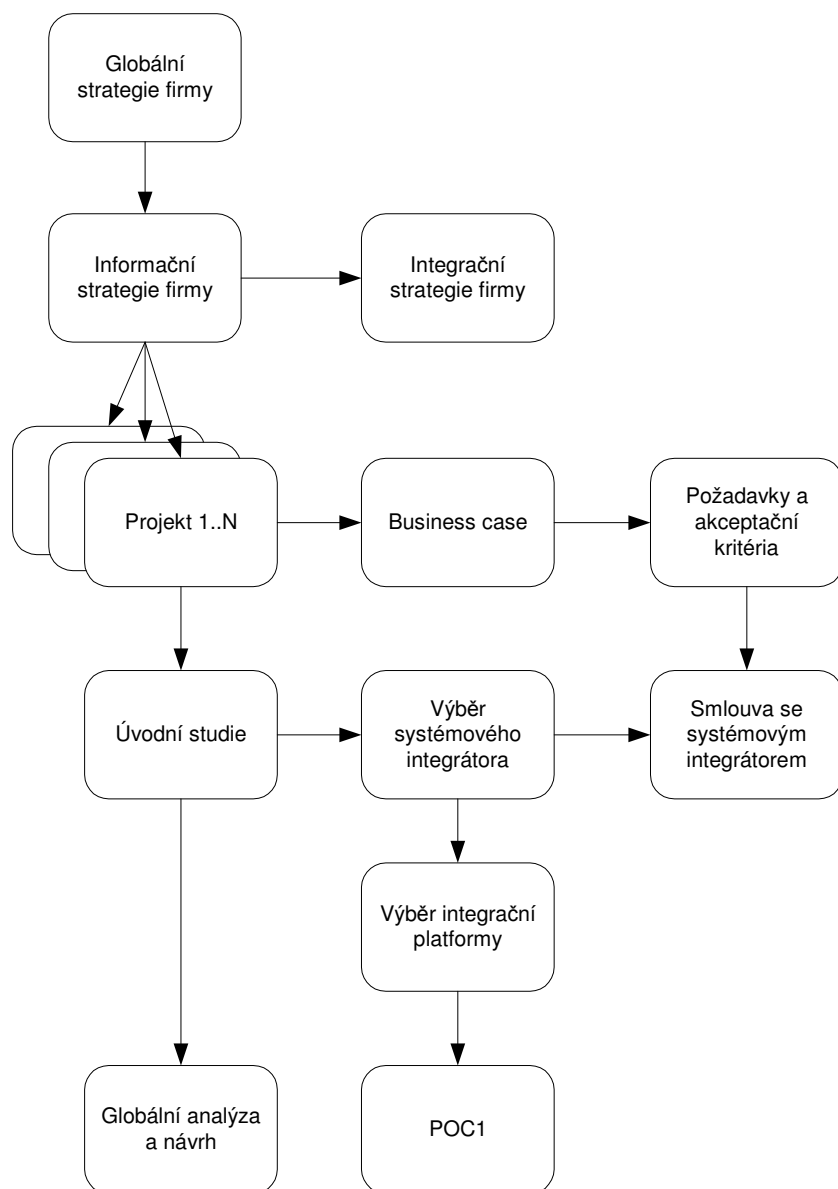 Globální
strategie firmy
Informační
strategie firmy
Integrační
strategie firmy
Projekt 1..N
Business case
Požadavky a
akceptační
kritéria
Úvodní studie
Výběr
systémového
integrátora
Smlouva se
systémovým
integrátorem
Výběr integrační
platformy
Globální analýza
a návrh
POC1